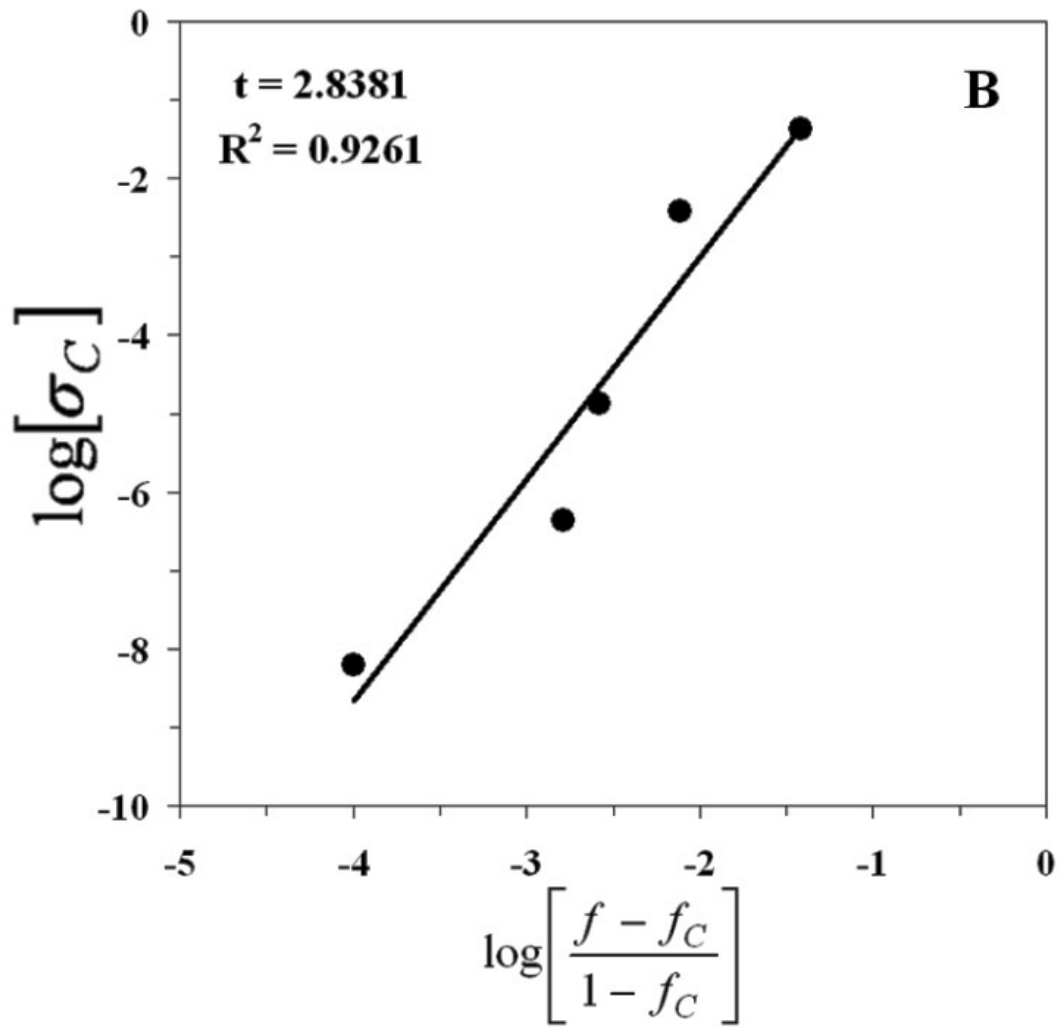 t = 2.8381
R² = 0.9261
B
log[σ_C]
0
-2
-4
-6
-8
-10
-5 -4 -3 -2 -1 0
log[(f − f_C)/(1 − f_C)]